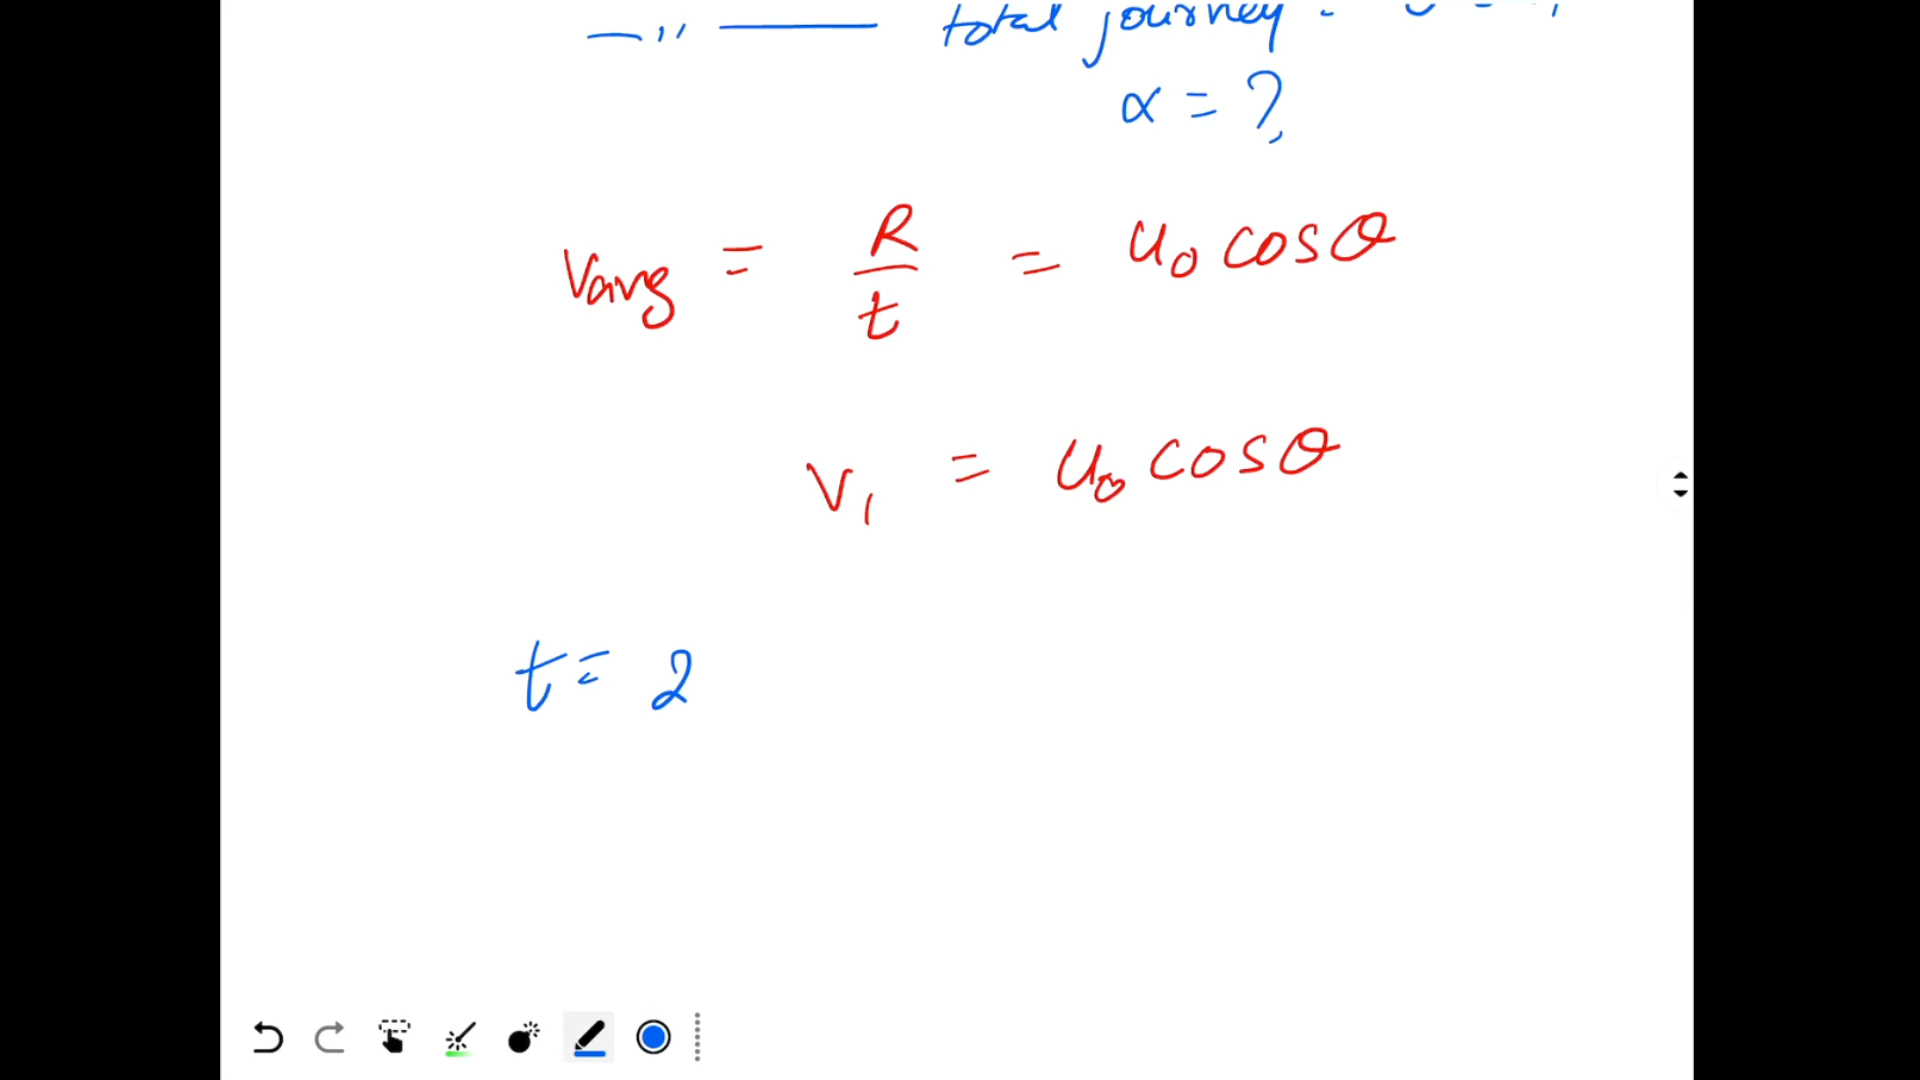 —〃— total journey :
α = ?
Vavg = R/t = u₀ cosθ
V₁ = u₀ cosθ
t = 2